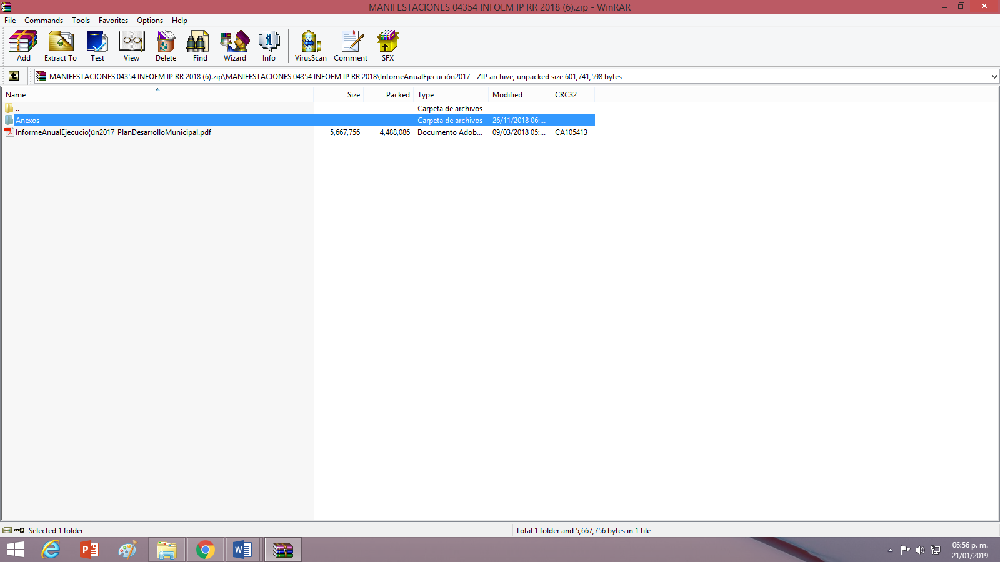 MANIFESTACIONES 04354 INFOEM IP RR 2018 (6).zip - WinRAR
File Commands Tools Favorites Options Help
Add Extract To Test View Delete Find Wizard Info VirusScan Comment SFX
MANIFESTACIONES 04354 INFOEM IP RR 2018 (6).zip\MANIFESTACIONES 04354 INFOEM IP RR 2018\InfomeAnualEjecución2017 - ZIP archive, unpacked size 601,741,598 bytes
Name Size Packed Type Modified CRC32
.. Carpeta de archivos
Anexos Carpeta de archivos 26/11/2018 06:...
InformeAnualEjecucio¦ün2017_PlanDesarrolloMunicipal.pdf 5,667,756 4,488,086 Documento Adob... 09/03/2018 05:... CA105413
Selected 1 folder Total 1 folder and 5,667,756 bytes in 1 file
06:56 p. m.
21/01/2019